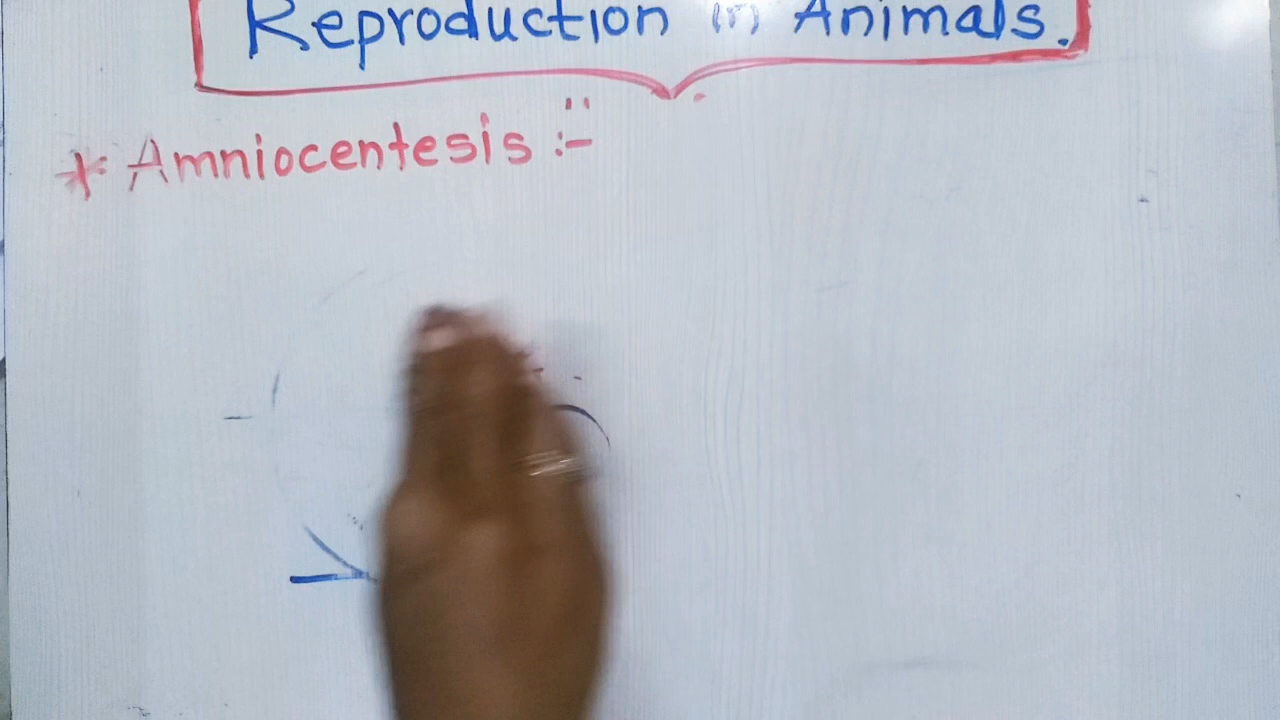 Reproduction in Animals.
* Amniocentesis :-